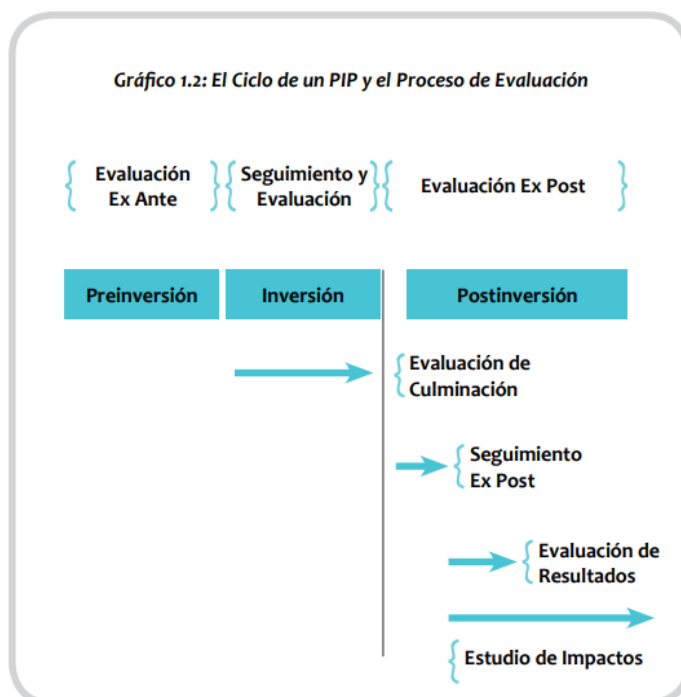 Gráfico 1.2: El Ciclo de un PIP y el Proceso de Evaluación
Evaluación
Ex Ante
Seguimiento y
Evaluación
Evaluación Ex Post
Preinversión
Inversión
Postinversión
Evaluación de
Culminación
Seguimiento
Ex Post
Evaluación de
Resultados
Estudio de Impactos